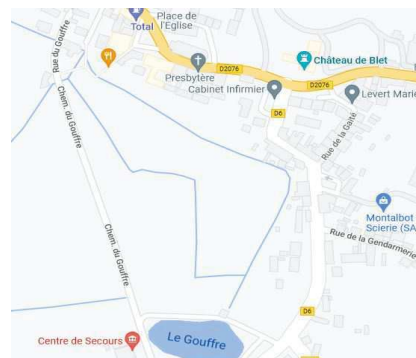 Place de
l'Eglise
Total
Rue du Gouffre
D2076
Château de Blet
Presbytère
D2076
Cabinet Infirmier
Levert Marie
D6
Rue de la Gaité
Chem. du Gouffre
Montalbot
Scierie (SA
Chem. du Gouffre
Rue de la Gendarmerie
D6
Centre de Secours
Le Gouffre
D6